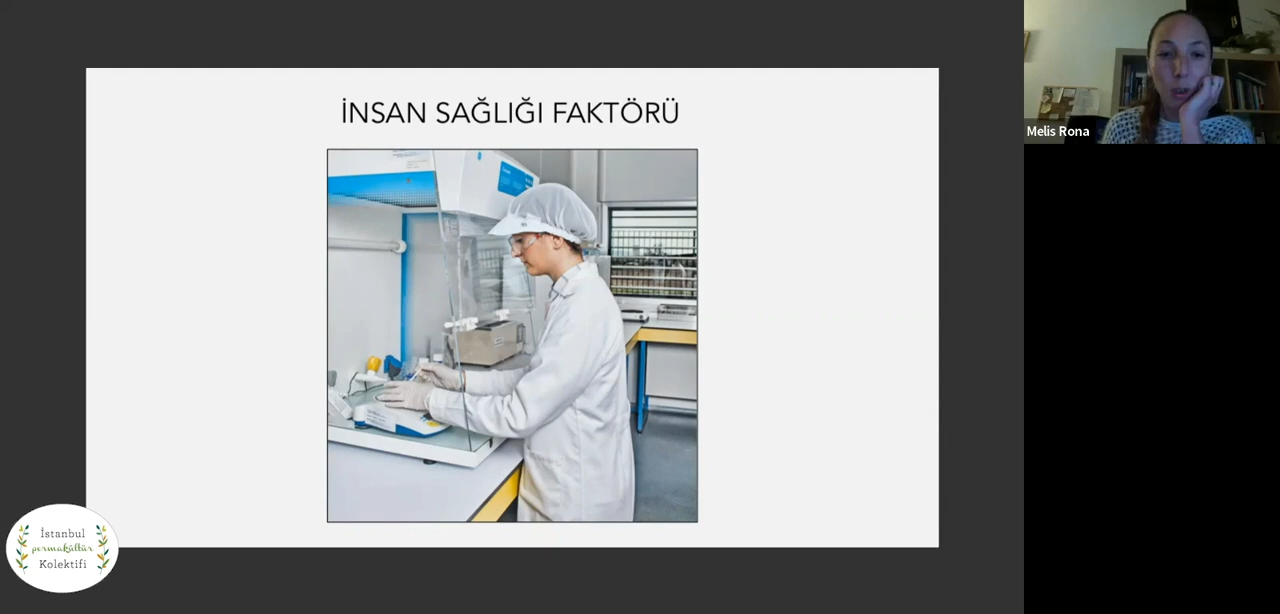 İNSAN SAĞLIĞI FAKTÖRÜ
Melis Rona
İstanbul
permakültür
Kolektifi